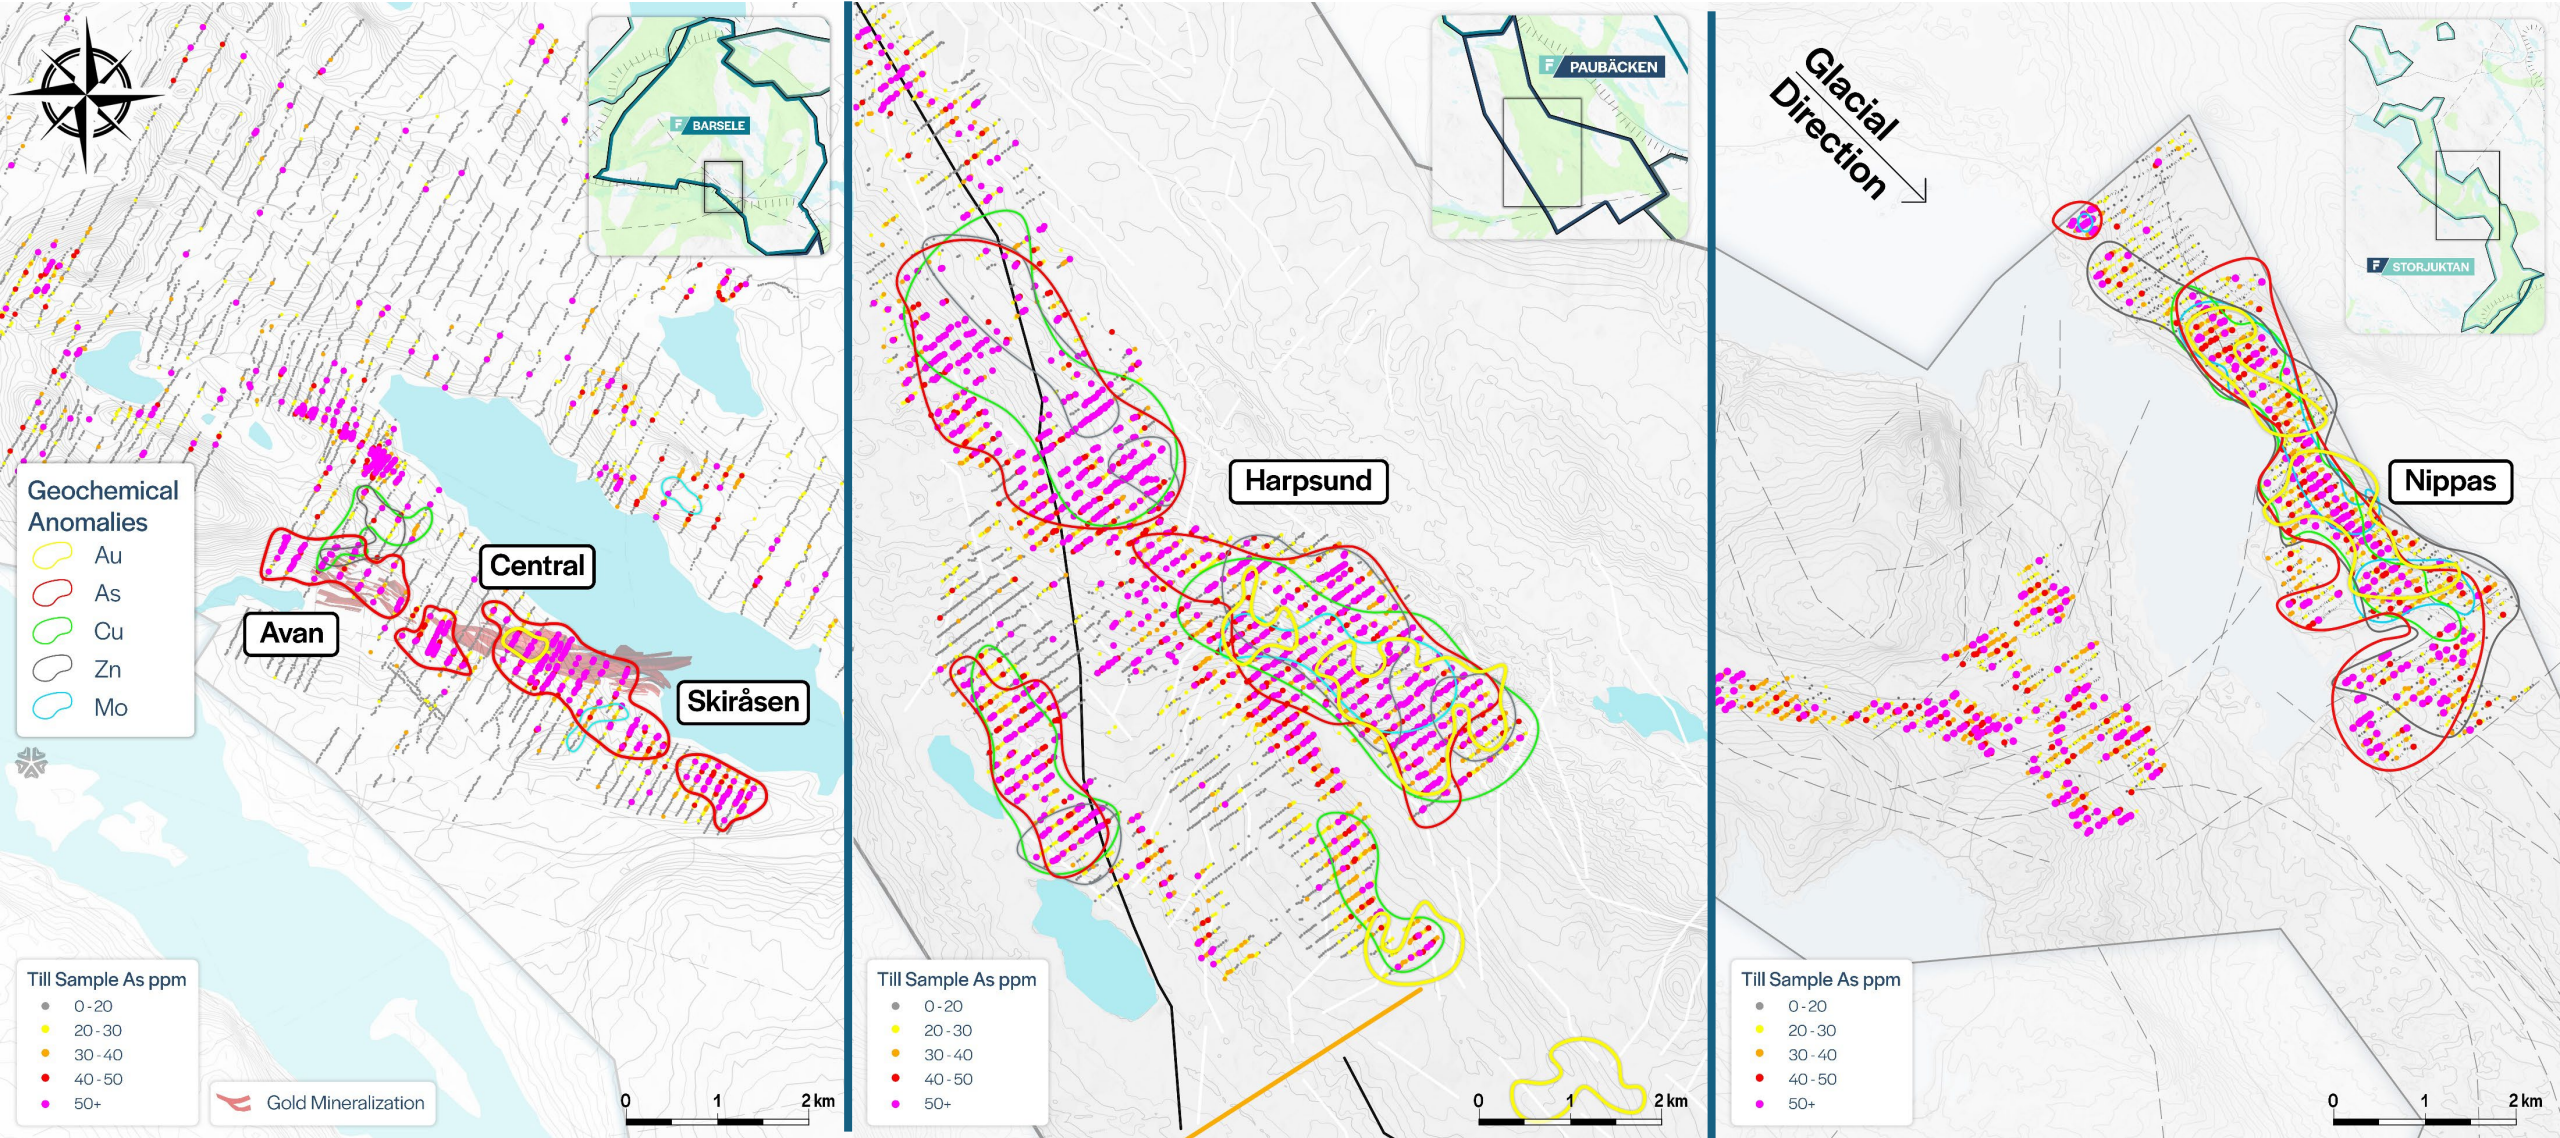 BARSELE
Geochemical
Anomalies
Au
As
Cu
Zn
Mo
Central
Avan
Skiråsen
Till Sample As ppm
0-20
20-30
30-40
40-50
50+
Gold Mineralization
0 1 2 km
PAUBÄCKEN
Harpsund
Till Sample As ppm
0-20
20-30
30-40
40-50
50+
0 1 2 km
Glacial
Direction
STORJUKTAN
Nippas
Till Sample As ppm
0-20
20-30
30-40
40-50
50+
0 1 2 km